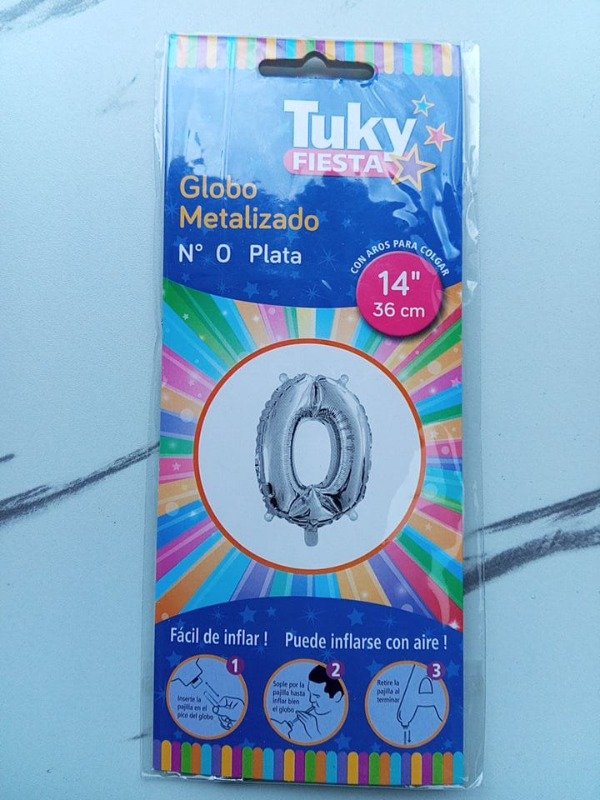 Tuky
FIESTA
Globo
Metalizado
N° 0 Plata
CON AROS PARA COLGAR
14"
36 cm
Fácil de inflar ! Puede inflarse con aire !
1
Inserte la
pajilla en el
pico del globo
2
Sople por la
pajilla hasta
inflar bien
el globo
3
Retire la
pajilla al
terminar